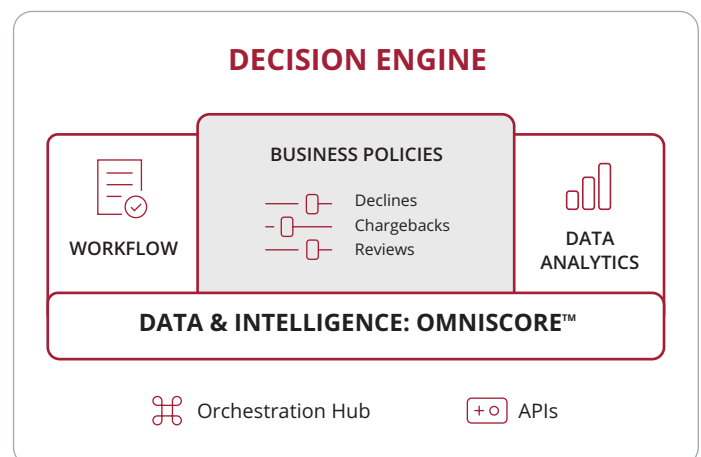 DECISION ENGINE
BUSINESS POLICIES
Declines
Chargebacks
Reviews
WORKFLOW
DATA
ANALYTICS
DATA & INTELLIGENCE: OMNISCORE™
Orchestration Hub
APIs